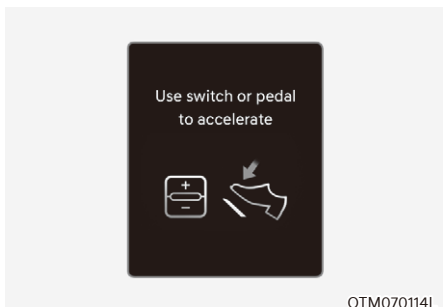 Use switch or pedal
to accelerate
+
−
OTM070114L